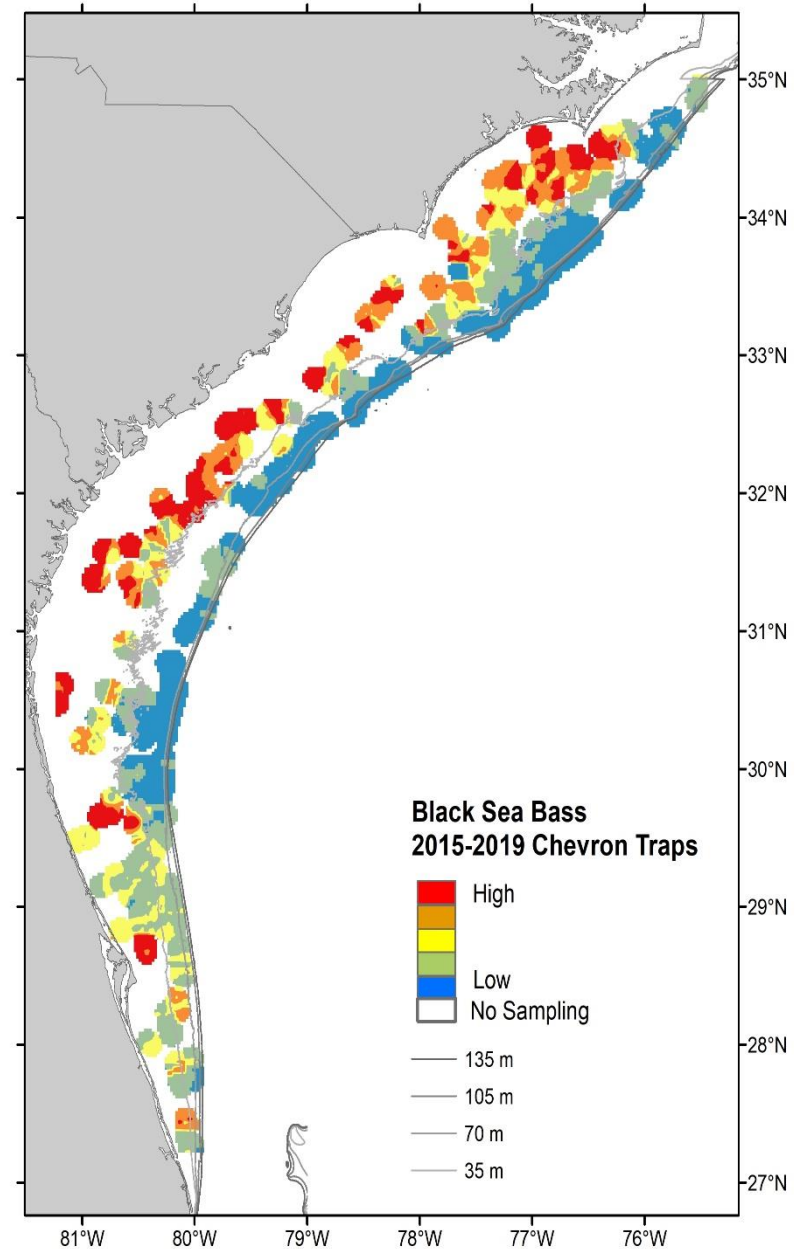 35°N
34°N
33°N
32°N
31°N
30°N
29°N
28°N
27°N
Black Sea Bass
2015-2019 Chevron Traps
High
Low
No Sampling
135 m
105 m
70 m
35 m
81°W 80°W 79°W 78°W 77°W 76°W